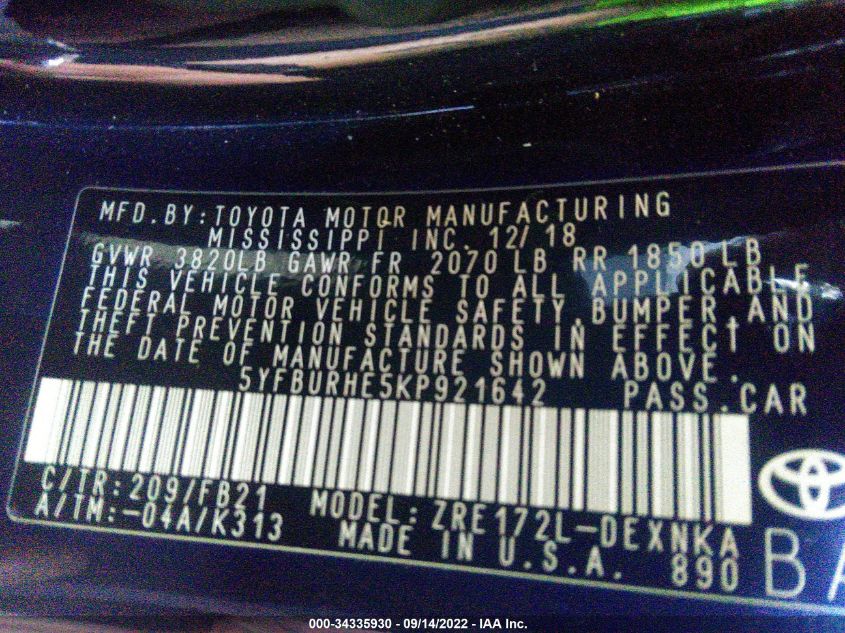 MFD.BY:TOYOTA MOTOR MANUFACTURING
MISSISSIPPI INC. 12/18
GVWR 3820LB GAWR FR 2070 LB RR 1850 LB
THIS VEHICLE CONFORMS TO ALL APPLICABLE
FEDERAL MOTOR VEHICLE SAFETY,BUMPER,AND
THEFT PREVENTION STANDARDS IN EFFECT ON
THE DATE OF MANUFACTURE SHOWN ABOVE.
5YFBURHE5KP921642 PASS.CAR
C/TR:209/FB21 MODEL:ZRE172L-DEXNKA
A/TM:-04A/K313 MADE IN U.S.A. 890
BA
000-34335930 - 09/14/2022 - IAA Inc.